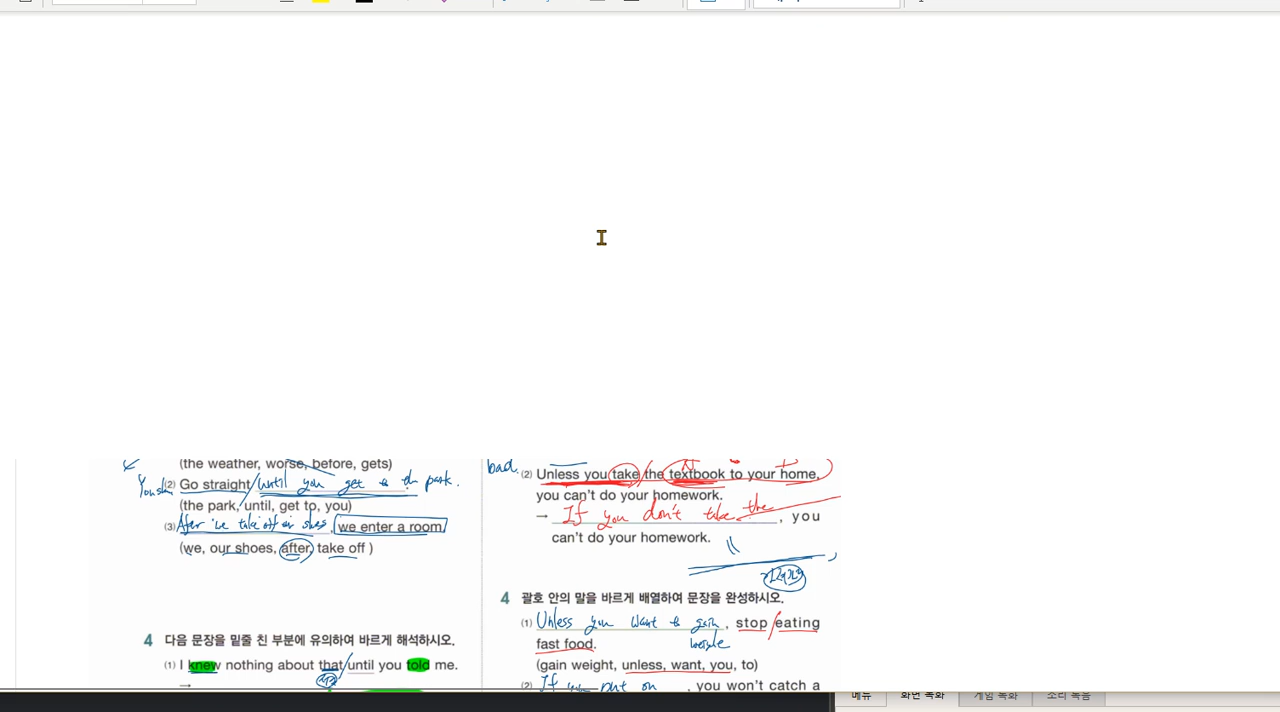 (the weather, worse, before, gets)
(2) Go straight until you get to the park.
(the park, until, get to, you)
(3) After we take off our shoes, we enter a room
(we, our shoes, after, take off )
4 다음 문장을 밑줄 친 부분에 유의하여 바르게 해석하시오.
(1) I knew nothing about that until you told me.
→
bad.
(2) Unless you take the textbook to your home,
you can't do your homework.
→ If you don't take the , you
can't do your homework.
4 괄호 안의 말을 바르게 배열하여 문장을 완성하시오.
(1) Unless you want to gain , stop eating
weight
fast food.
(gain weight, unless, want, you, to)
(2) If you put on , you won't catch a
메뉴 화면 녹화 게임 녹화 소리 녹음